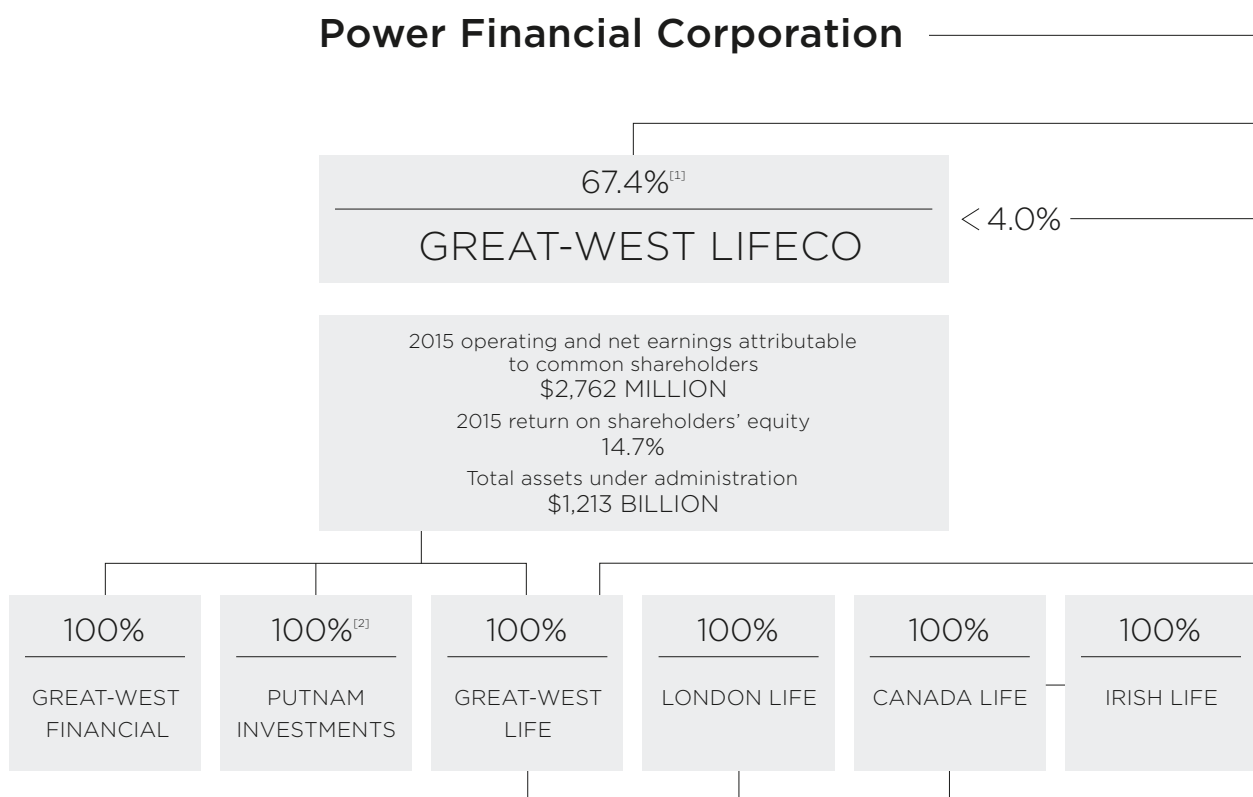 Power Financial Corporation
67.4%[1]
GREAT-WEST LIFECO
< 4.0%
2015 operating and net earnings attributable
to common shareholders
$2,762 MILLION
2015 return on shareholders’ equity
14.7%
Total assets under administration
$1,213 BILLION
100%
GREAT-WEST
FINANCIAL
100%[2]
PUTNAM
INVESTMENTS
100%
GREAT-WEST
LIFE
100%
LONDON LIFE
100%
CANADA LIFE
100%
IRISH LIFE